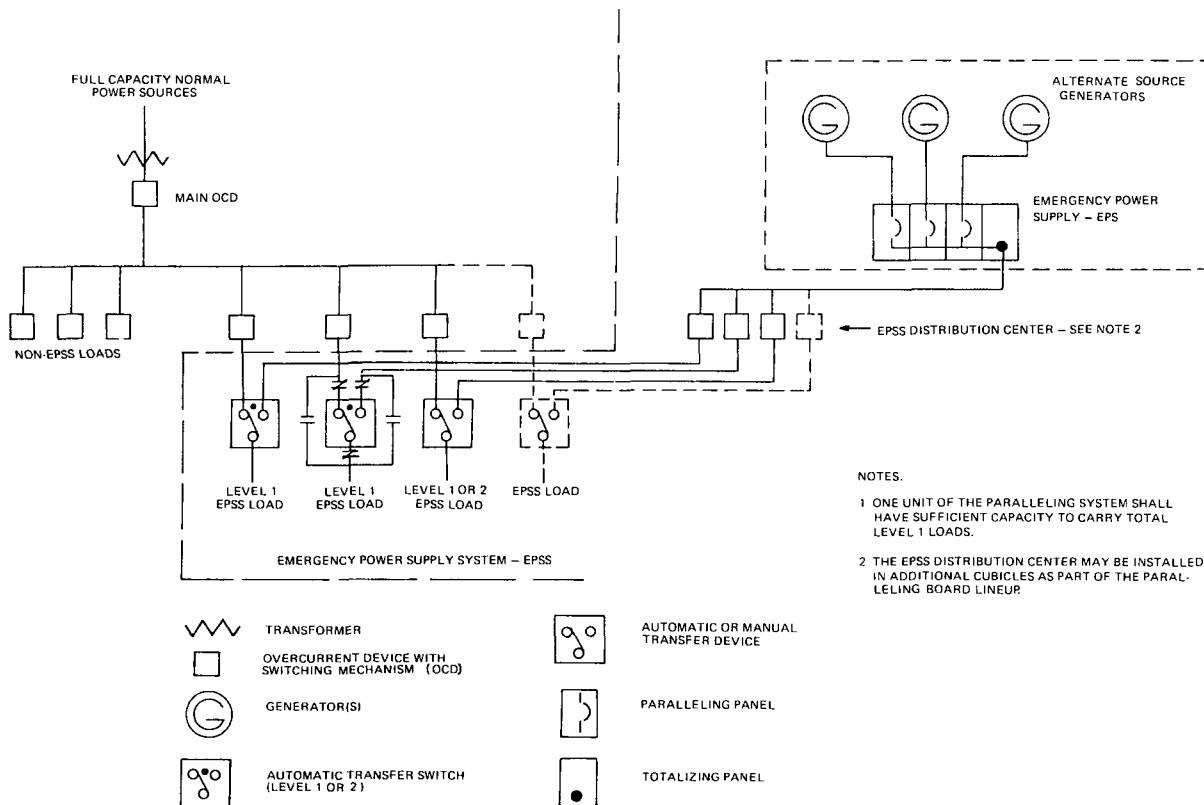 FULL CAPACITY NORMAL
POWER SOURCES
MAIN OCD
NON-EPSS LOADS
ALTERNATE SOURCE
GENERATORS
G
G
G
EMERGENCY POWER
SUPPLY – EPS
EPSS DISTRIBUTION CENTER – SEE NOTE 2
LEVEL 1
EPSS LOAD
LEVEL 1
EPSS LOAD
LEVEL 1 OR 2
EPSS LOAD
EPSS LOAD
EMERGENCY POWER SUPPLY SYSTEM – EPSS
NOTES.
1 ONE UNIT OF THE PARALLELING SYSTEM SHALL
HAVE SUFFICIENT CAPACITY TO CARRY TOTAL
LEVEL 1 LOADS.
2 THE EPSS DISTRIBUTION CENTER MAY BE INSTALLED
IN ADDITIONAL CUBICLES AS PART OF THE PARAL-
LELING BOARD LINEUP.
TRANSFORMER
OVERCURRENT DEVICE WITH
SWITCHING MECHANISM (OCD)
G
GENERATOR(S)
AUTOMATIC TRANSFER SWITCH
(LEVEL 1 OR 2)
AUTOMATIC OR MANUAL
TRANSFER DEVICE
PARALLELING PANEL
TOTALIZING PANEL